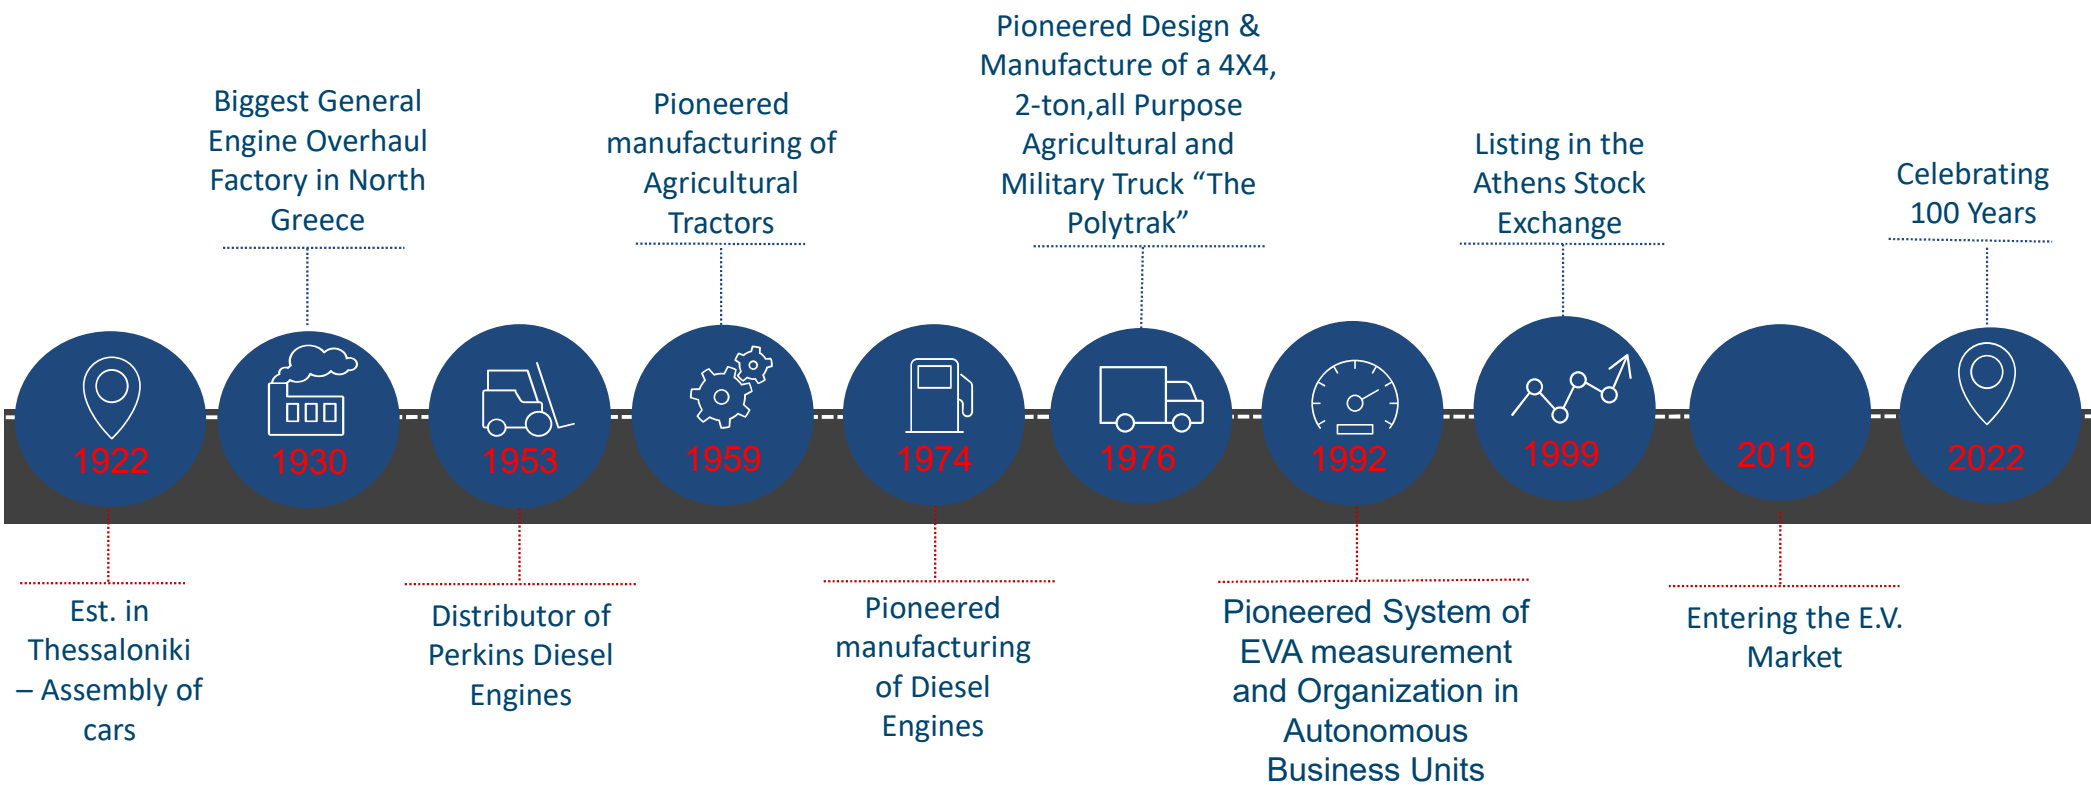 Pioneered Design &
Manufacture of a 4X4,
2-ton,all Purpose
Agricultural and
Military Truck “The
Polytrak”
Biggest General
Engine Overhaul
Factory in North
Greece
Pioneered
manufacturing of
Agricultural
Tractors
Listing in the
Athens Stock
Exchange
Celebrating
100 Years
1922
1930
1953
1959
1974
1976
1992
1999
2019
2022
Est. in
Thessaloniki
– Assembly of
cars
Distributor of
Perkins Diesel
Engines
Pioneered
manufacturing
of Diesel
Engines
Pioneered System of
EVA measurement
and Organization in
Autonomous
Business Units
Entering the E.V.
Market